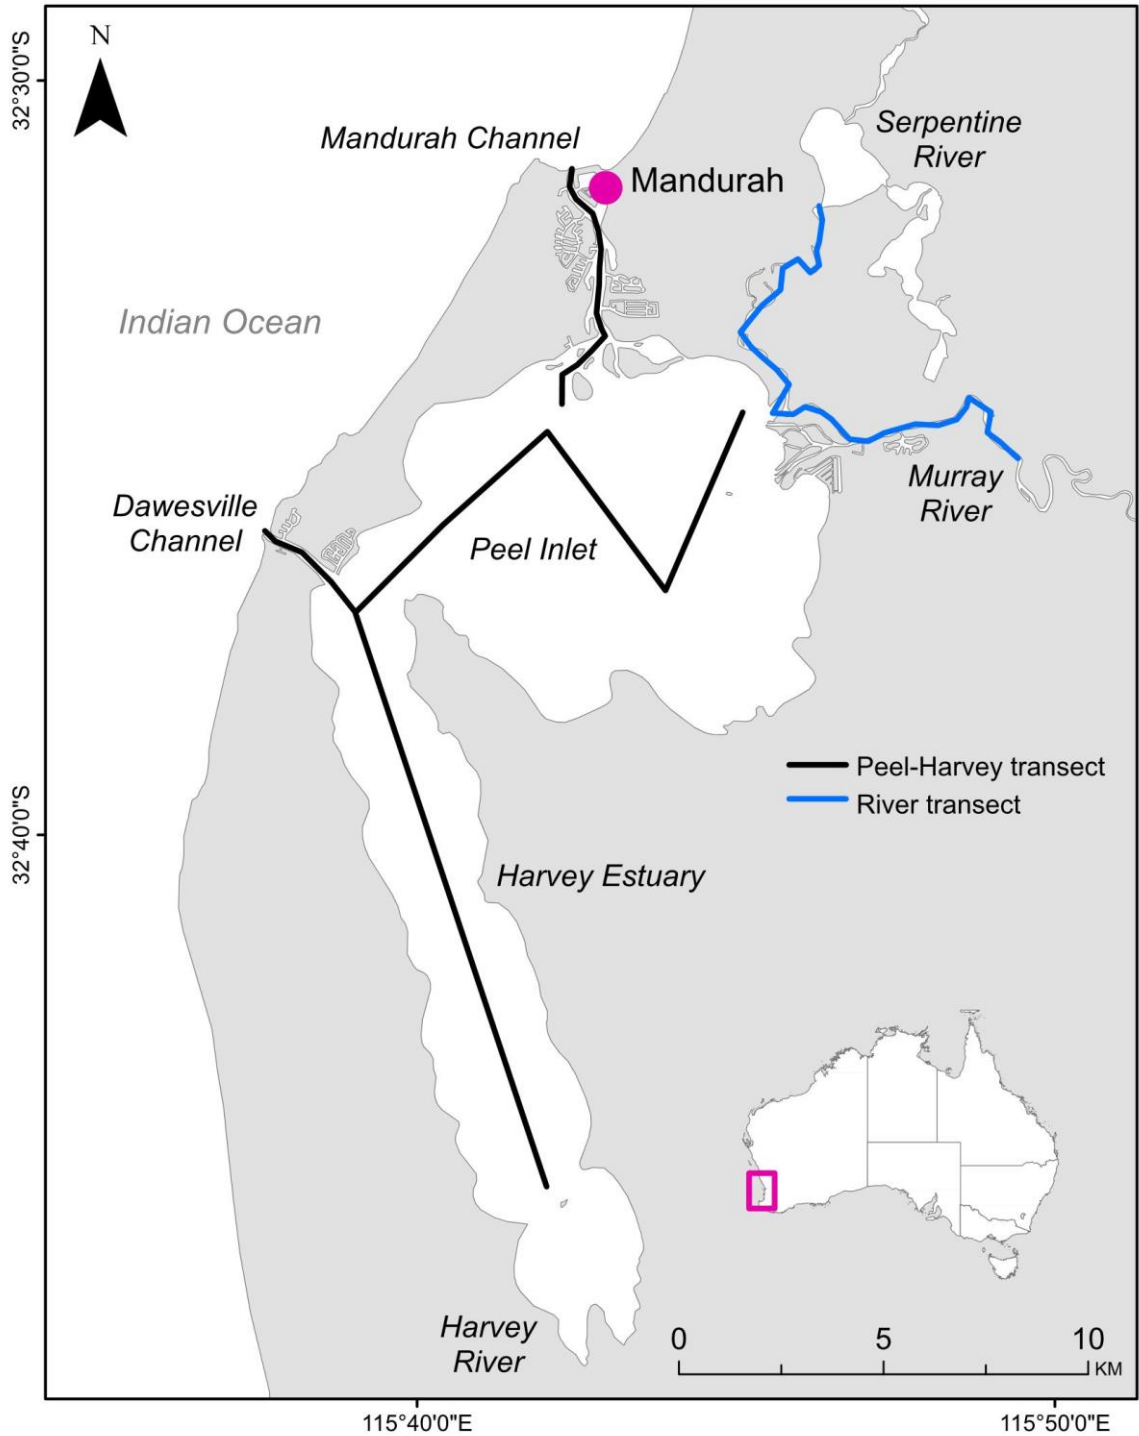 N
32°30'0"S
Serpentine
River
Mandurah Channel
Mandurah
Indian Ocean
Dawesville
Channel
Murray
River
Peel Inlet
Peel-Harvey transect
River transect
32°40'0"S
Harvey Estuary
Harvey
River
0 5 10
KM
115°40'0"E 115°50'0"E